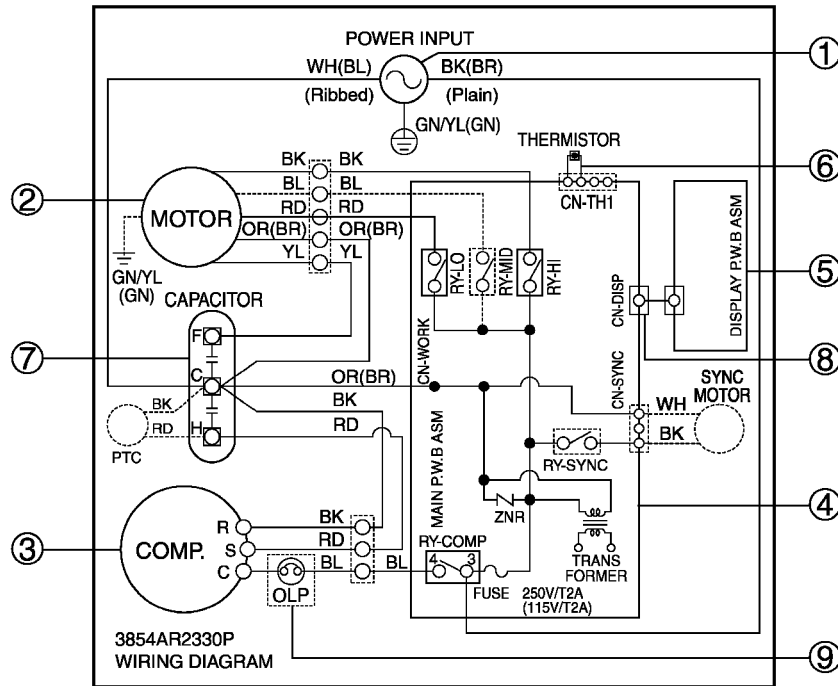 POWER INPUT
WH(BL) BK(BR)
(Ribbed) (Plain)
GN/YL(GN)
1
THERMISTOR
6
CN-TH1
BK BK
BL BL
RD RD
OR(BR) OR(BR)
YL YL
2
MOTOR
GN/YL
(GN)
RY-LO
RY-MID
RY-HI
CN-DISP
DISPLAY P.W.B ASM
5
CAPACITOR
F
C
H
7
8
CN-WORK
CN-SYNC
OR(BR)
BK
RD
BK
RD
PTC
SYNC
MOTOR
WH
BK
RY-SYNC
MAIN P.W.B ASM
ZNR
4
3
COMP.
R
S
C
BK
RD
BL BL
OLP
RY-COMP
4 3
FUSE
250V/T2A
(115V/T2A)
TRANS
FORMER
3854AR2330P
WIRING DIAGRAM
9